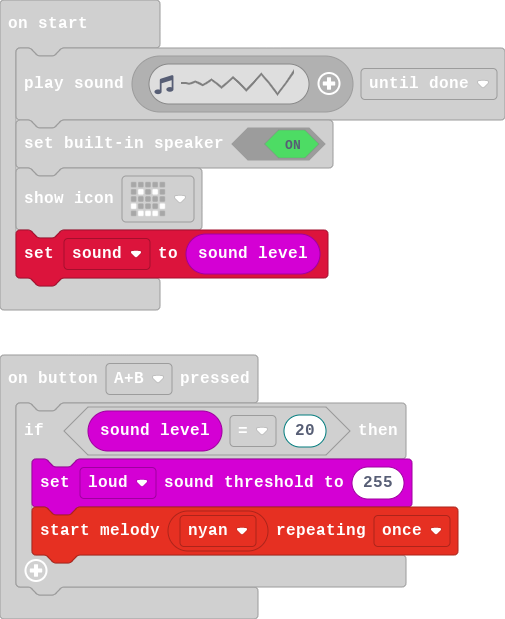 on start
play sound until done
set built-in speaker ON
show icon
set sound to sound level
on button A+B pressed
if sound level = 20 then
set loud sound threshold to 255
start melody nyan repeating once